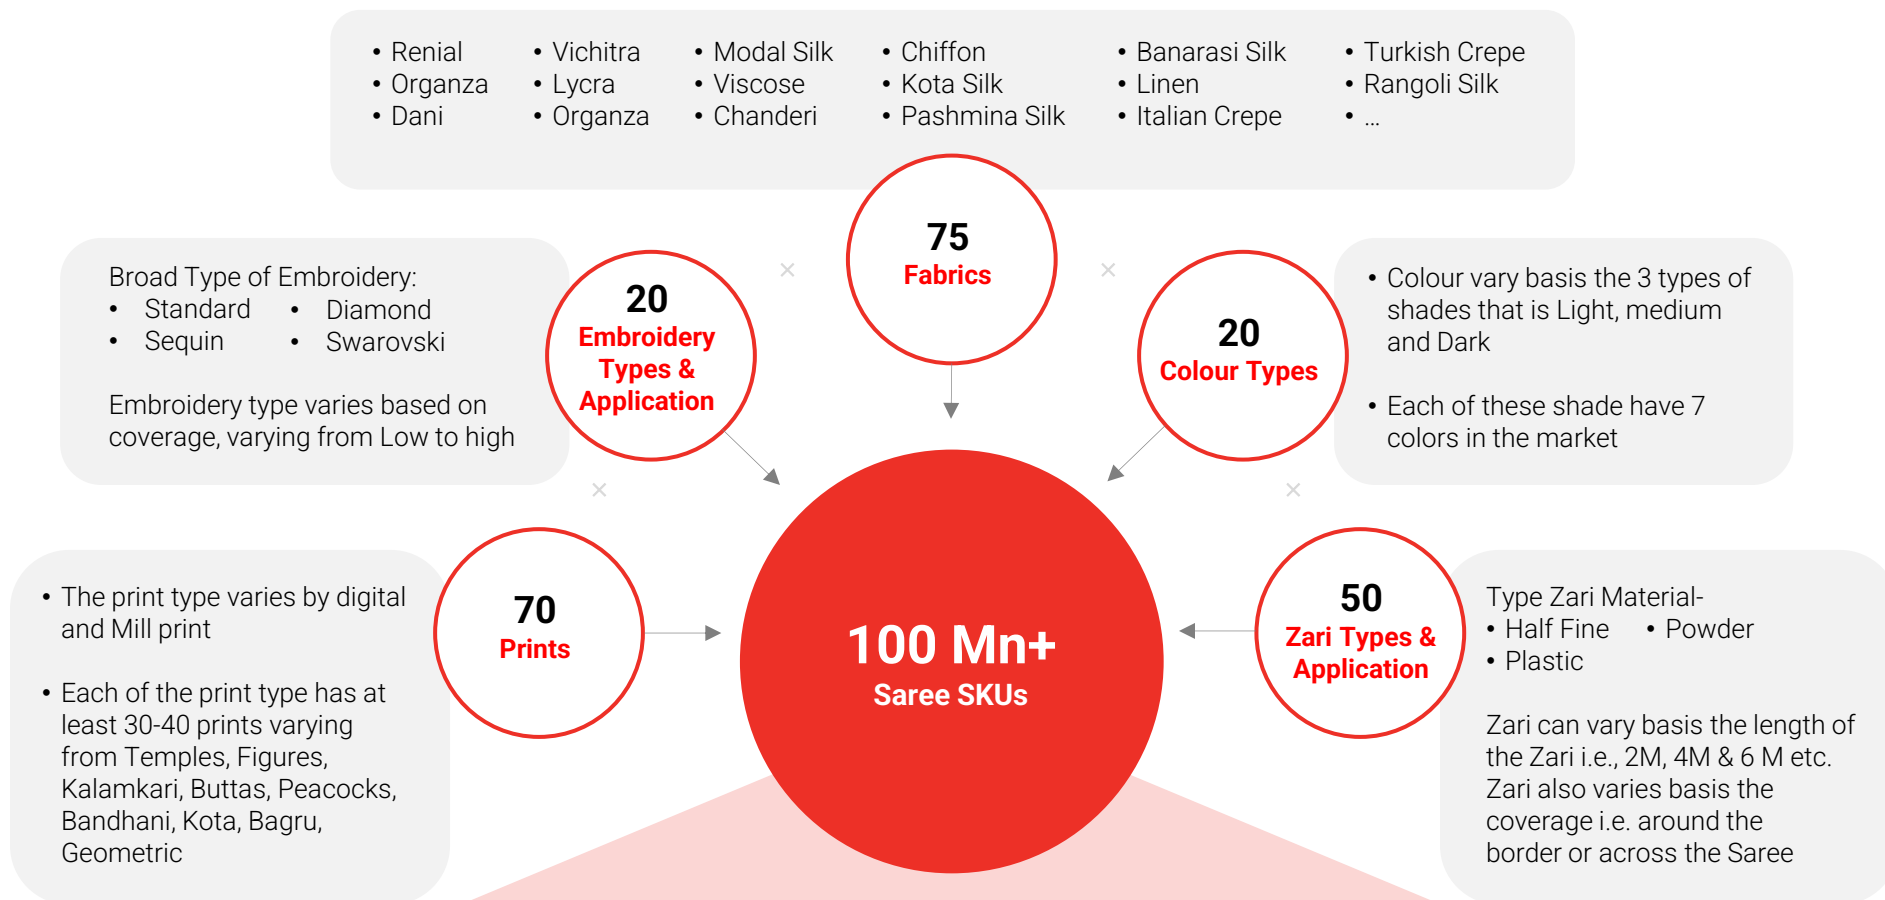 • Renial
• Organza
• Dani
• Vichitra
• Lycra
• Organza
• Modal Silk
• Viscose
• Chanderi
• Chiffon
• Kota Silk
• Pashmina Silk
• Banarasi Silk
• Linen
• Italian Crepe
• Turkish Crepe
• Rangoli Silk
• ...
75
Fabrics
Broad Type of Embroidery:
• Standard
• Sequin
• Diamond
• Swarovski
Embroidery type varies based on
coverage, varying from Low to high
20
Embroidery
Types &
Application
×
×
20
Colour Types
• Colour vary basis the 3 types of
shades that is Light, medium
and Dark
• Each of these shade have 7
colors in the market
×
×
• The print type varies by digital
and Mill print
• Each of the print type has at
least 30-40 prints varying
from Temples, Figures,
Kalamkari, Buttas, Peacocks,
Bandhani, Kota, Bagru,
Geometric
70
Prints
100 Mn+
Saree SKUs
50
Zari Types &
Application
Type Zari Material-
• Half Fine
• Powder
• Plastic
Zari can vary basis the length of
the Zari i.e., 2M, 4M & 6 M etc.
Zari also varies basis the
coverage i.e. around the
border or across the Saree